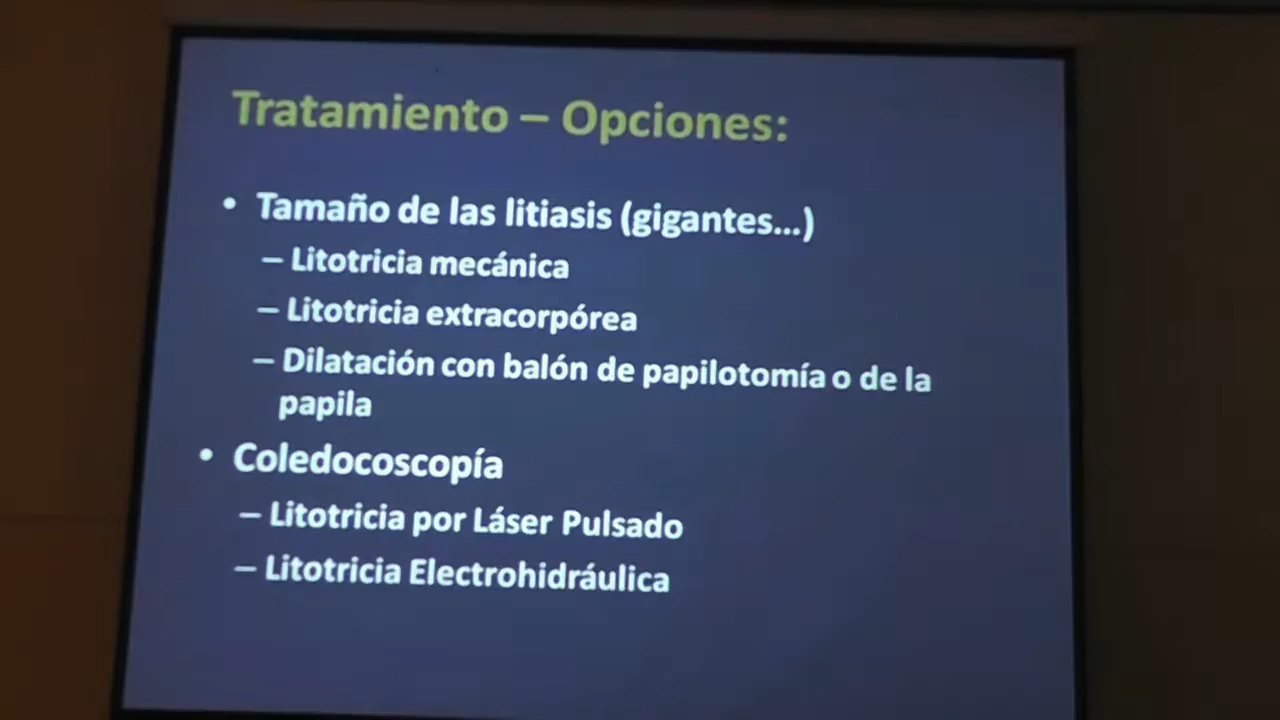 Tratamiento – Opciones:
• Tamaño de las litiasis (gigantes...)
– Litotricia mecánica
– Litotricia extracorpórea
– Dilatación con balón de papilotomía o de la
papila
• Coledocoscopía
– Litotricia por Láser Pulsado
– Litotricia Electrohidráulica